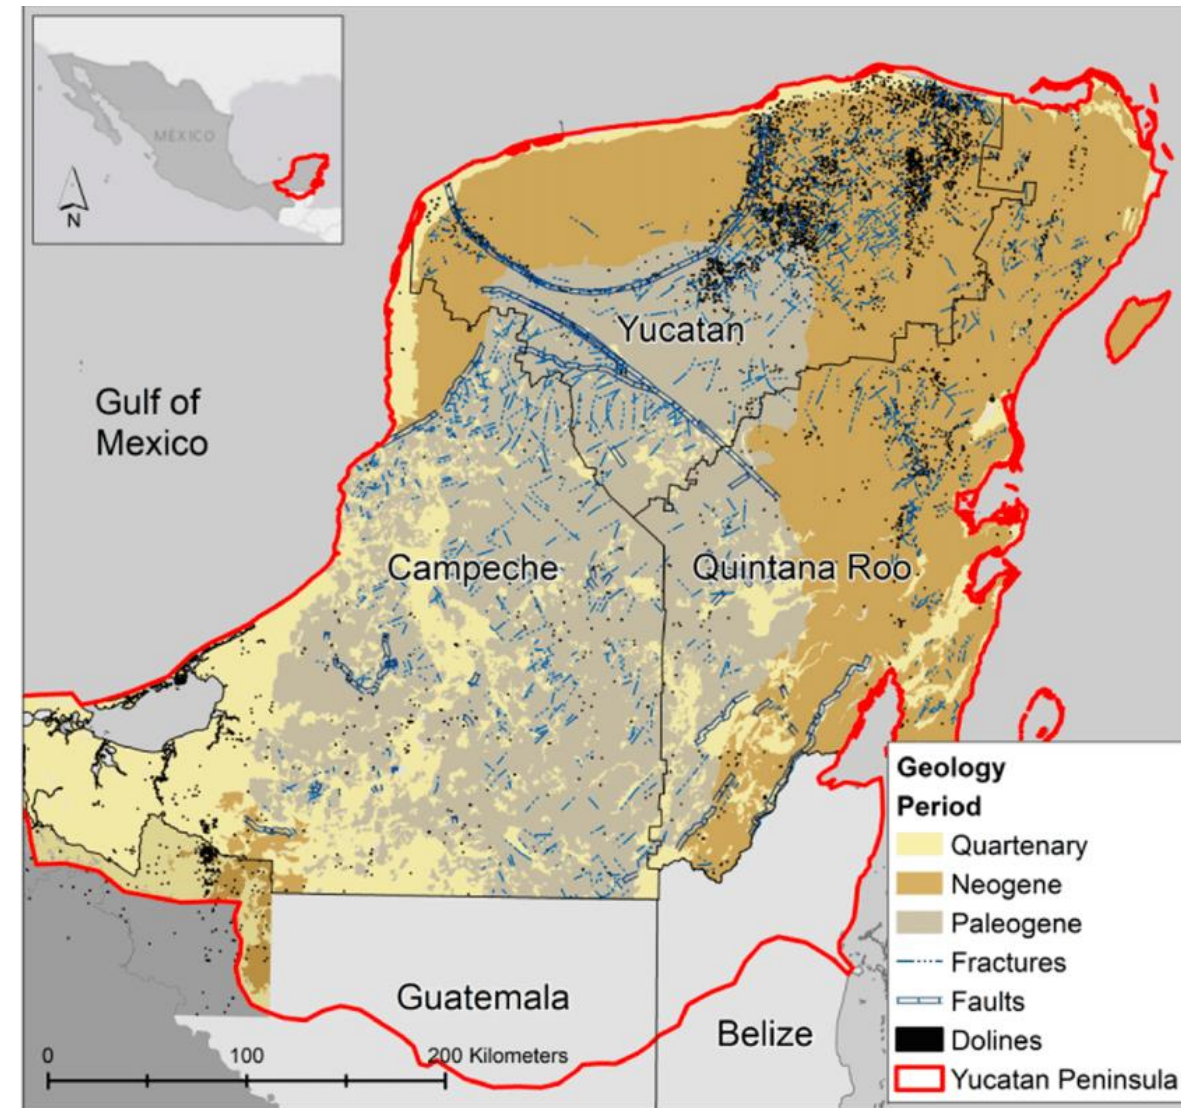 MEXICO
N
Gulf of
Mexico
Yucatan
Campeche
Quintana Roo
Guatemala
Belize
0 100 200 Kilometers
Geology
Period
Quartenary
Neogene
Paleogene
Fractures
Faults
Dolines
Yucatan Peninsula